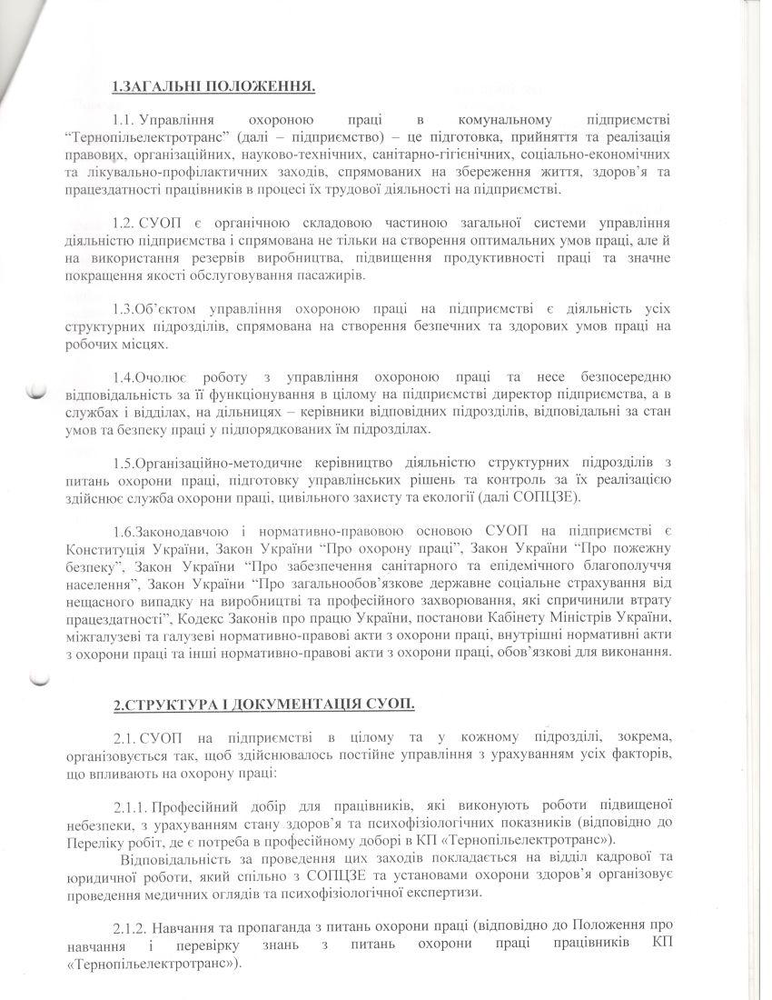 1.ЗАГАЛЬНІ ПОЛОЖЕННЯ.
1.1. Управління охороною праці в комунальному підприємстві
“Тернопільелектротранс” (далі – підприємство) – це підготовка, прийняття та реалізація
правових, організаційних, науково-технічних, санітарно-гігієнічних, соціально-економічних
та лікувально-профілактичних заходів, спрямованих на збереження життя, здоров’я та
працездатності працівників в процесі їх трудової діяльності на підприємстві.
1.2. СУОП є органічною складовою частиною загальної системи управління
діяльністю підприємства і спрямована не тільки на створення оптимальних умов праці, але й
на використання резервів виробництва, підвищення продуктивності праці та значне
покращення якості обслуговування пасажирів.
1.3.Об’єктом управління охороною праці на підприємстві є діяльність усіх
структурних підрозділів, спрямована на створення безпечних та здорових умов праці на
робочих місцях.
1.4.Очолює роботу з управління охороною праці та несе безпосередню
відповідальність за її функціонування в цілому на підприємстві директор підприємства, а в
службах і відділах, на дільницях – керівники відповідних підрозділів, відповідальні за стан
умов та безпеку праці у підпорядкованих їм підрозділах.
1.5.Організаційно-методичне керівництво діяльністю структурних підрозділів з
питань охорони праці, підготовку управлінських рішень та контроль за їх реалізацією
здійснює служба охорони праці, цивільного захисту та екології (далі СОПЦЗЕ).
1.6.Законодавчою і нормативно-правовою основою СУОП на підприємстві є
Конституція України, Закон України “Про охорону праці”, Закон України “Про пожежну
безпеку”, Закон України “Про забезпечення санітарного та епідемічного благополуччя
населення”, Закон України “Про загальнообов’язкове державне соціальне страхування від
нещасного випадку на виробництві та професійного захворювання, які спричинили втрату
працездатності”, Кодекс Законів про працю України, постанови Кабінету Міністрів України,
міжгалузеві та галузеві нормативно-правові акти з охорони праці, внутрішні нормативні акти
з охорони праці та інші нормативно-правові акти з охорони праці, обов’язкові для виконання.
2.СТРУКТУРА І ДОКУМЕНТАЦІЯ СУОП.
2.1. СУОП на підприємстві в цілому та у кожному підрозділі, зокрема,
організовується так, щоб здійснювалось постійне управління з урахуванням усіх факторів,
що впливають на охорону праці:
2.1.1. Професійний добір для працівників, які виконують роботи підвищеної
небезпеки, з урахуванням стану здоров’я та психофізіологічних показників (відповідно до
Переліку робіт, де є потреба в професійному доборі в КП «Тернопільелектротранс»).
Відповідальність за проведення цих заходів покладається на відділ кадрової та
юридичної роботи, який спільно з СОПЦЗЕ та установами охорони здоров’я організовує
проведення медичних оглядів та психофізіологічної експертизи.
2.1.2. Навчання та пропаганда з питань охорони праці (відповідно до Положення про
навчання і перевірку знань з питань охорони праці працівників КП
«Тернопільелектротранс»).